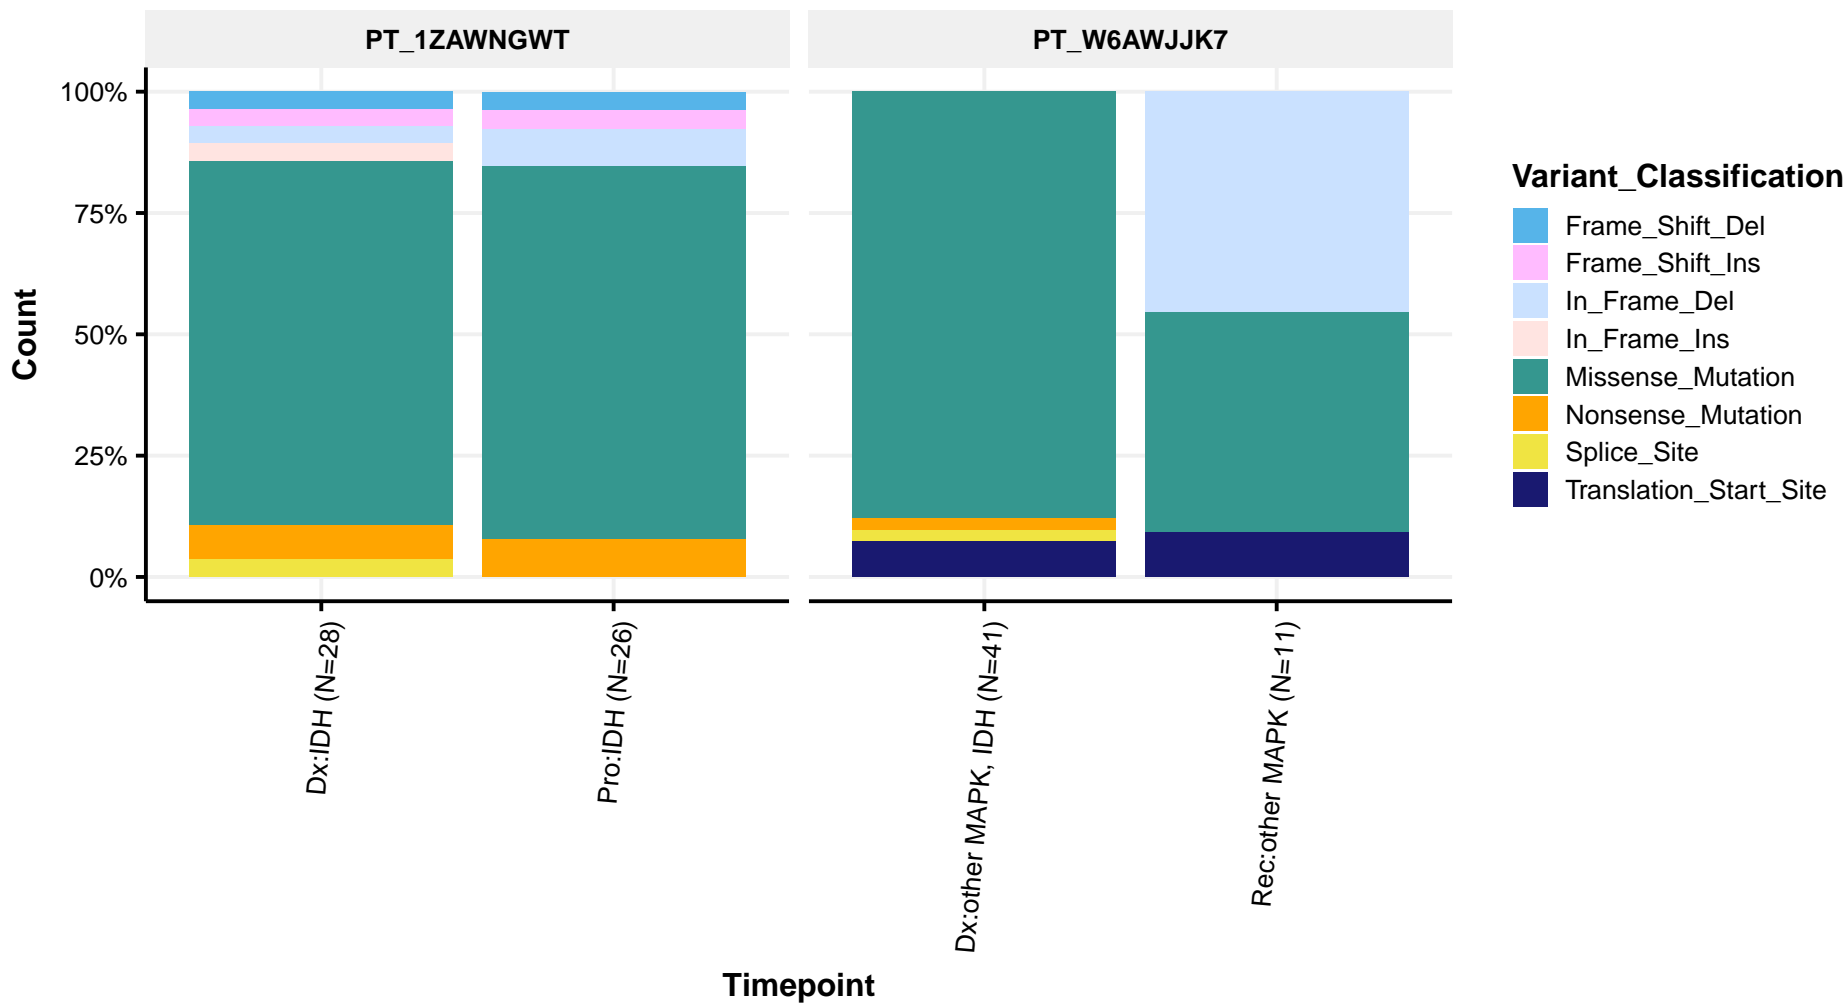 PT_1ZAWNGWT
PT_W6AWJJK7
100%
75%
50%
25%
0%
Count
Dx:IDH (N=28)
Pro:IDH (N=26)
Dx:other MAPK, IDH (N=41)
Rec:other MAPK (N=11)
Timepoint
Variant_Classification
Frame_Shift_Del
Frame_Shift_Ins
In_Frame_Del
In_Frame_Ins
Missense_Mutation
Nonsense_Mutation
Splice_Site
Translation_Start_Site